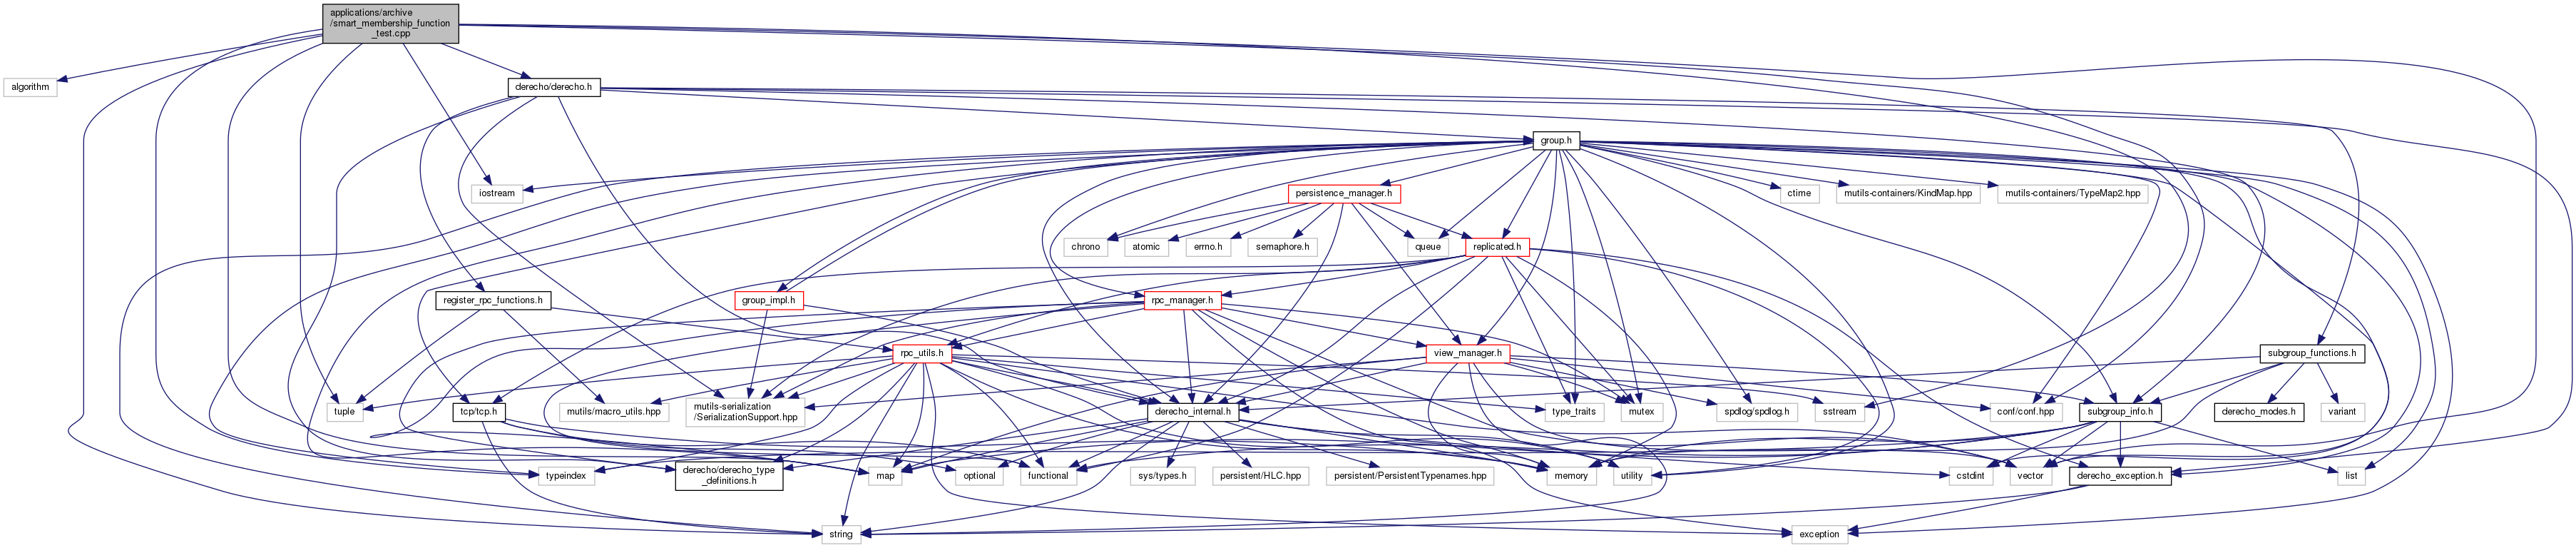 applications/archive
/smart_membership_function
_test.cpp
algorithm
derecho/derecho.h
group.h
iostream
persistence_manager.h
ctime
mutils-containers/KindMap.hpp
mutils-containers/TypeMap2.hpp
chrono
atomic
errno.h
semaphore.h
queue
replicated.h
register_rpc_functions.h
group_impl.h
rpc_manager.h
rpc_utils.h
view_manager.h
subgroup_functions.h
tuple
mutils/macro_utils.hpp
mutils-serialization
/SerializationSupport.hpp
tcp/tcp.h
derecho_internal.h
type_traits
mutex
spdlog/spdlog.h
sstream
conf/conf.hpp
subgroup_info.h
derecho_modes.h
variant
typeindex
derecho/derecho_type
_definitions.h
map
optional
functional
sys/types.h
persistent/HLC.hpp
persistent/PersistentTypenames.hpp
memory
utility
cstdint
vector
derecho_exception.h
list
string
exception